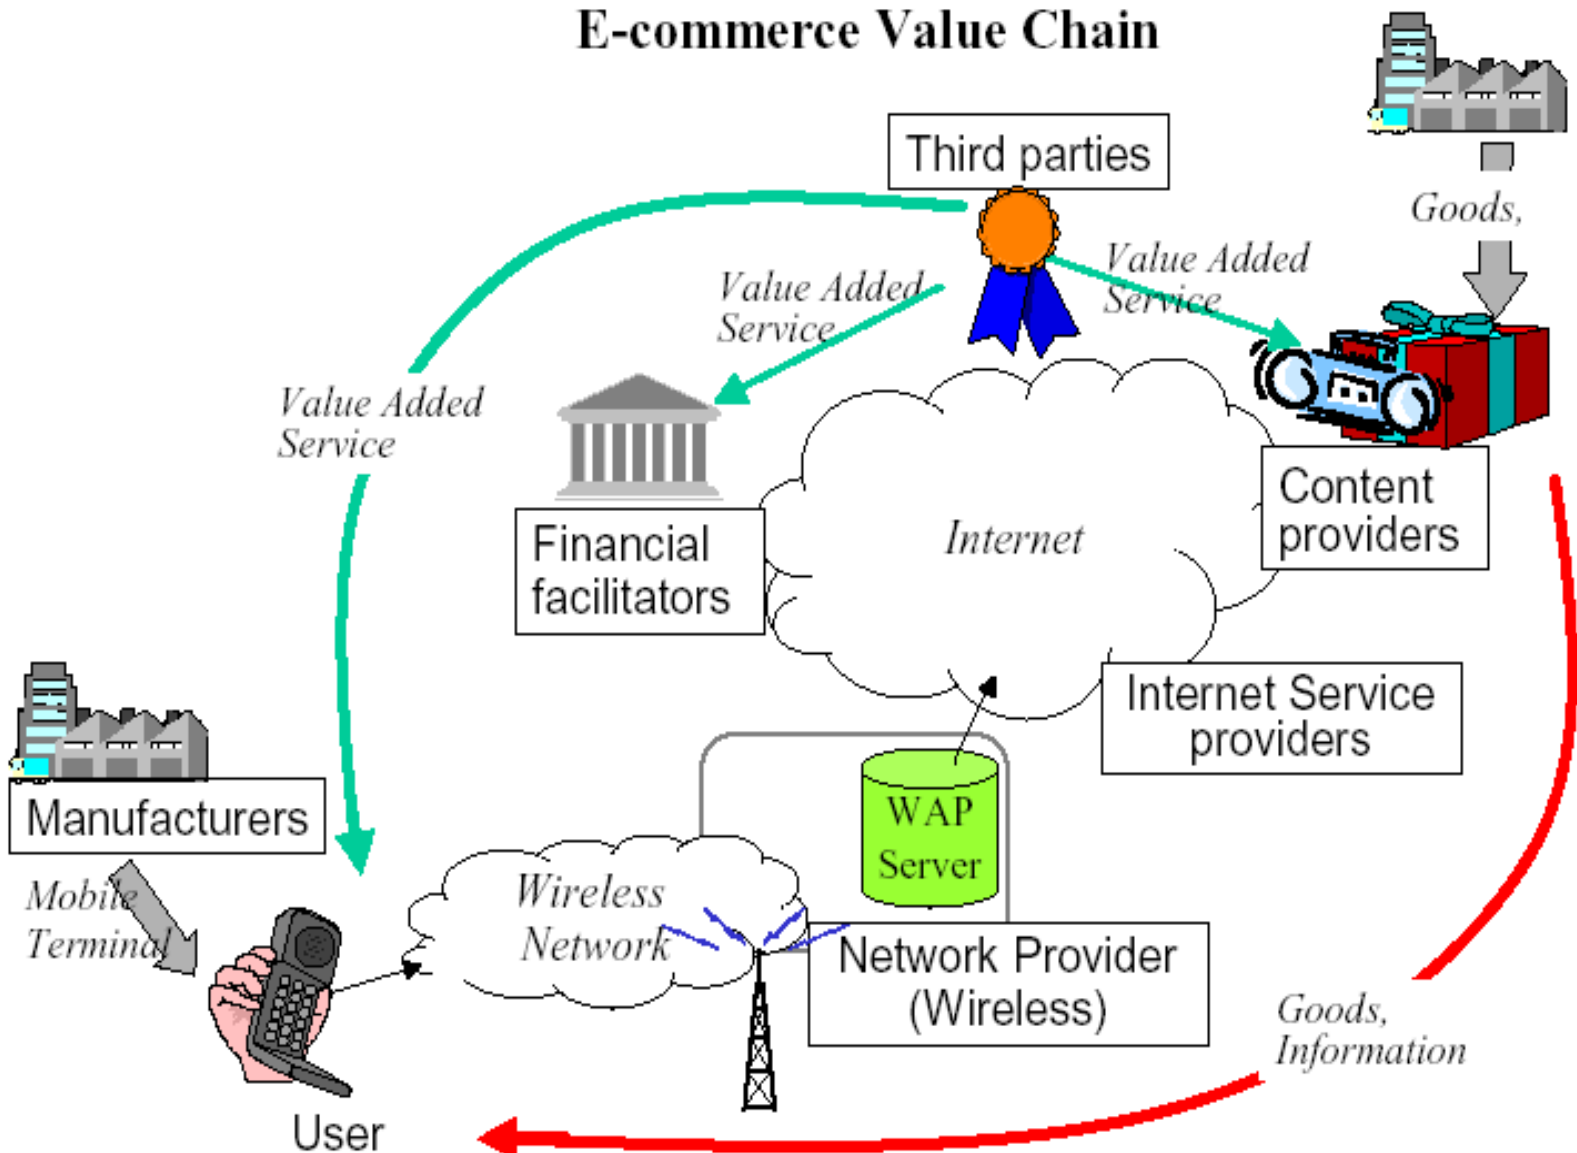 E-commerce Value Chain
Third parties
Goods,
Value Added
Service
Value Added
Service
Value Added
Service
Financial
facilitators
Internet
Content
providers
Internet Service
providers
Manufacturers
Mobile
Terminal
WAP
Server
Wireless
Network
Network Provider
(Wireless)
Goods,
Information
User